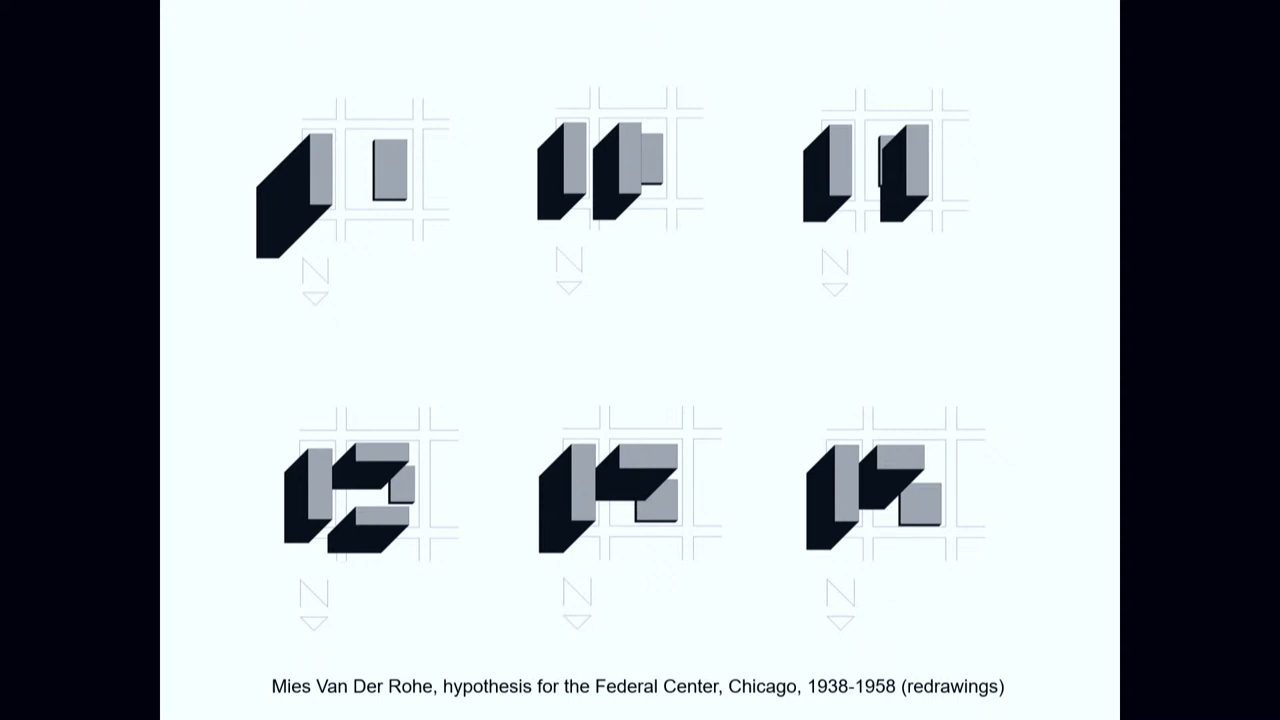 N
N
N
N
N
N
Mies Van Der Rohe, hypothesis for the Federal Center, Chicago, 1938-1958 (redrawings)